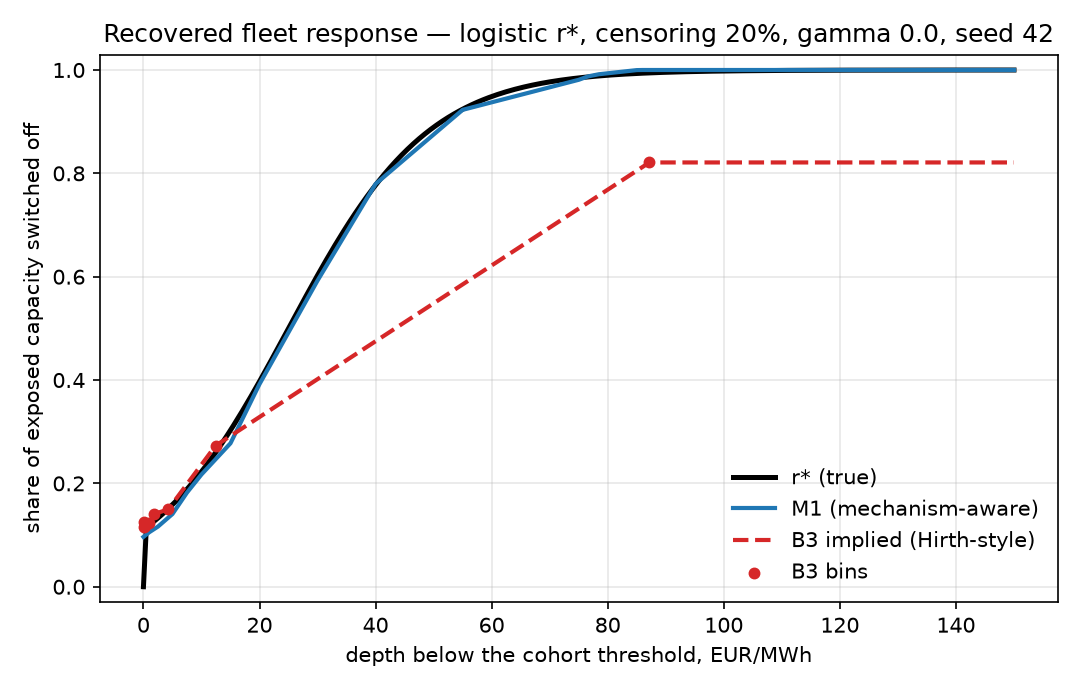 Recovered fleet response — logistic r*, censoring 20%, gamma 0.0, seed 42
share of exposed capacity switched off
1.0
0.8
0.6
0.4
0.2
0.0
r* (true)
M1 (mechanism-aware)
B3 implied (Hirth-style)
B3 bins
0 20 40 60 80 100 120 140
depth below the cohort threshold, EUR/MWh